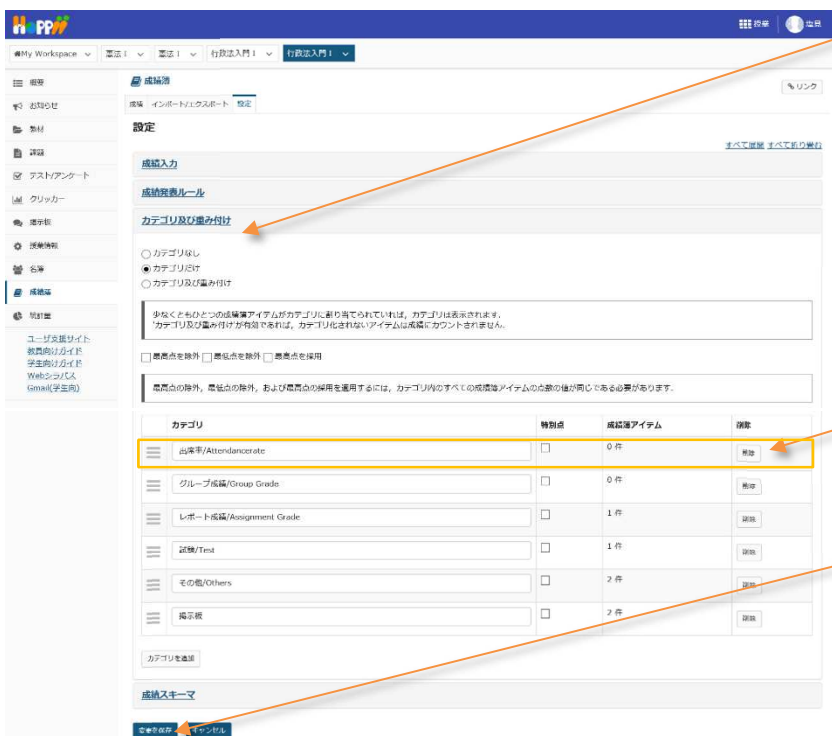 Hoppii
授業 塩見
My Workspace 憲法Ⅰ 憲法Ⅰ 行政法入門Ⅰ 行政法入門Ⅰ
概要
お知らせ
教材
課題
テスト/アンケート
クリッカー
掲示板
授業情報
名簿
成績簿
統計量
ユーザ支援サイト
教員向けガイド
学生向けガイド
Webシラバス
Gmail(学生向)
成績簿
リンク
成績 インポート/エクスポート 設定
設定
すべて展開 すべて折り畳む
成績入力
成績発表ルール
カテゴリ及び重み付け
カテゴリなし
カテゴリだけ
カテゴリ及び重み付け
少なくともひとつの成績簿アイテムがカテゴリに割り当てられていれば，カテゴリは表示されます．
'カテゴリ及び重み付け'が有効であれば，カテゴリ化されないアイテムは成績にカウントされません．
最高点を除外 最低点を除外 最高点を採用
最高点の除外，最低点の除外，および最高点の採用を適用するには，カテゴリ内のすべての成績簿アイテムの点数の値が同じである必要があります．
カテゴリ 特別点 成績簿アイテム 削除
出席率/Attendancerate 0 件 削除
グループ成績/Group Grade 0 件 削除
レポート成績/Assignment Grade 1 件 削除
試験/Test 1 件 削除
その他/Others 2 件 削除
掲示板 2 件 削除
カテゴリを追加
成績スキーマ
変更を保存 キャンセル